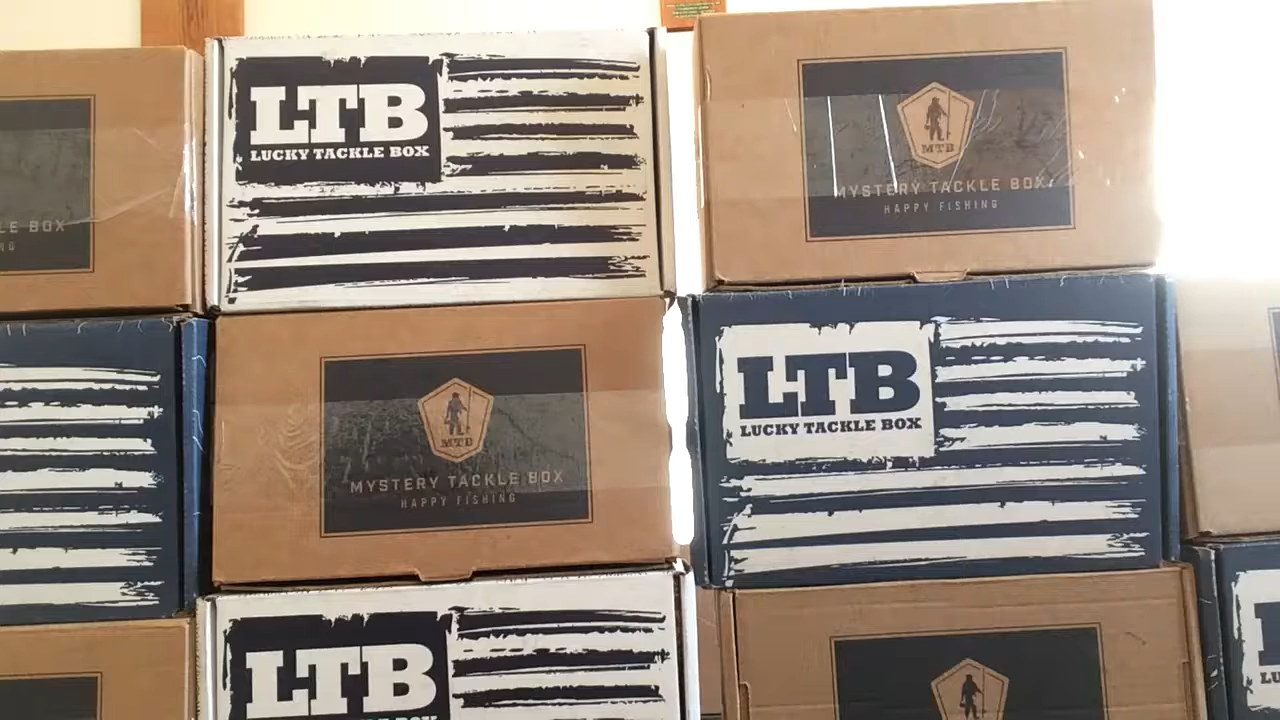 LTB
LUCKY TACKLE BOX
MTB
MYSTERY TACKLE BOX
HAPPY FISHING
BOX
LTB
LUCKY TACKLE BOX
MTB
MYSTERY TACKLE BOX
HAPPY FISHING
LTB